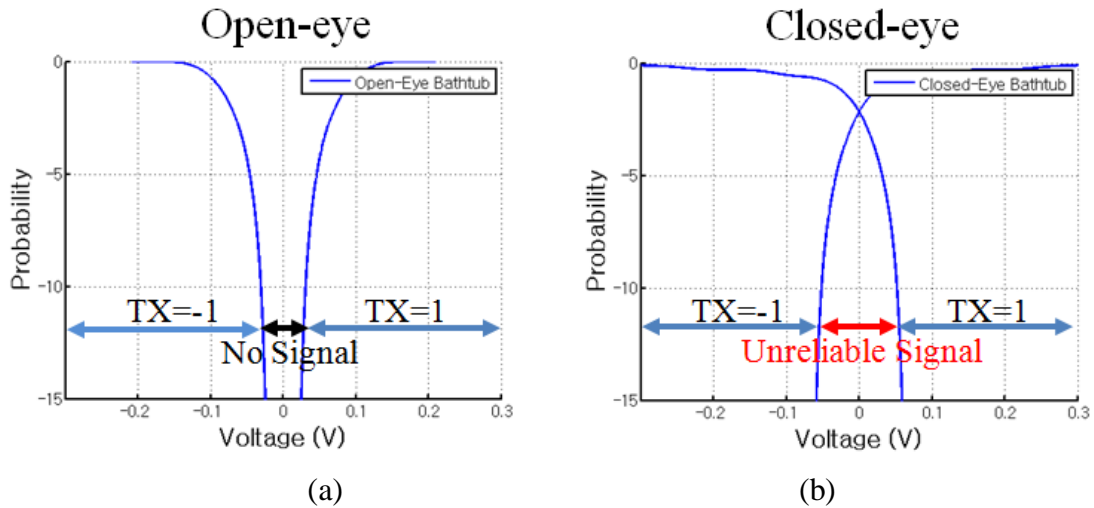 Open-eye
0
Open-Eye Bathtub
-5
Probability
-10
TX=-1
TX=1
No Signal
-15
-0.2
-0.1
0
0.1
0.2
0.3
Voltage (V)
(a)
Closed-eye
0
Closed-Eye Bathtub
-5
Probability
-10
TX=-1
TX=1
Unreliable Signal
-15
-0.2
-0.1
0
0.1
0.2
0.3
Voltage (V)
(b)